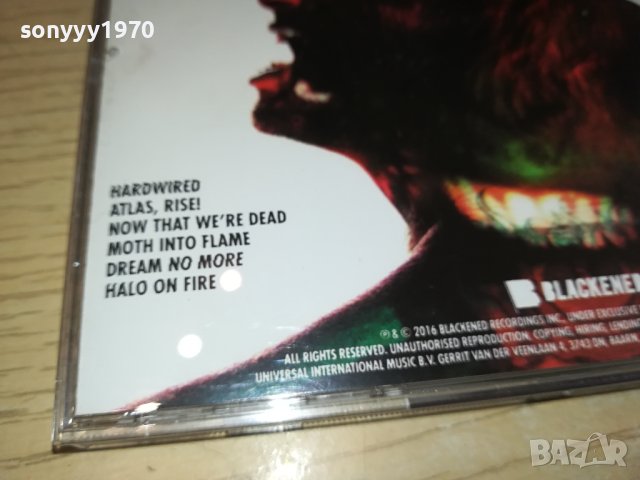 sonyyy1970
HARDWIRED
ATLAS, RISE!
NOW THAT WE'RE DEAD
MOTH INTO FLAME
DREAM NO MORE
HALO ON FIRE
BLACKENED
℗ & © 2016 BLACKENED RECORDINGS INC. UNDER EXCLUSIVE
ALL RIGHTS RESERVED. UNAUTHORISED REPRODUCTION, COPYING, HIRING, LENDING
UNIVERSAL INTERNATIONAL MUSIC B.V. GERRIT VAN DER VEENLAAN 4, 3743 DN, BAARN,
BAZAR